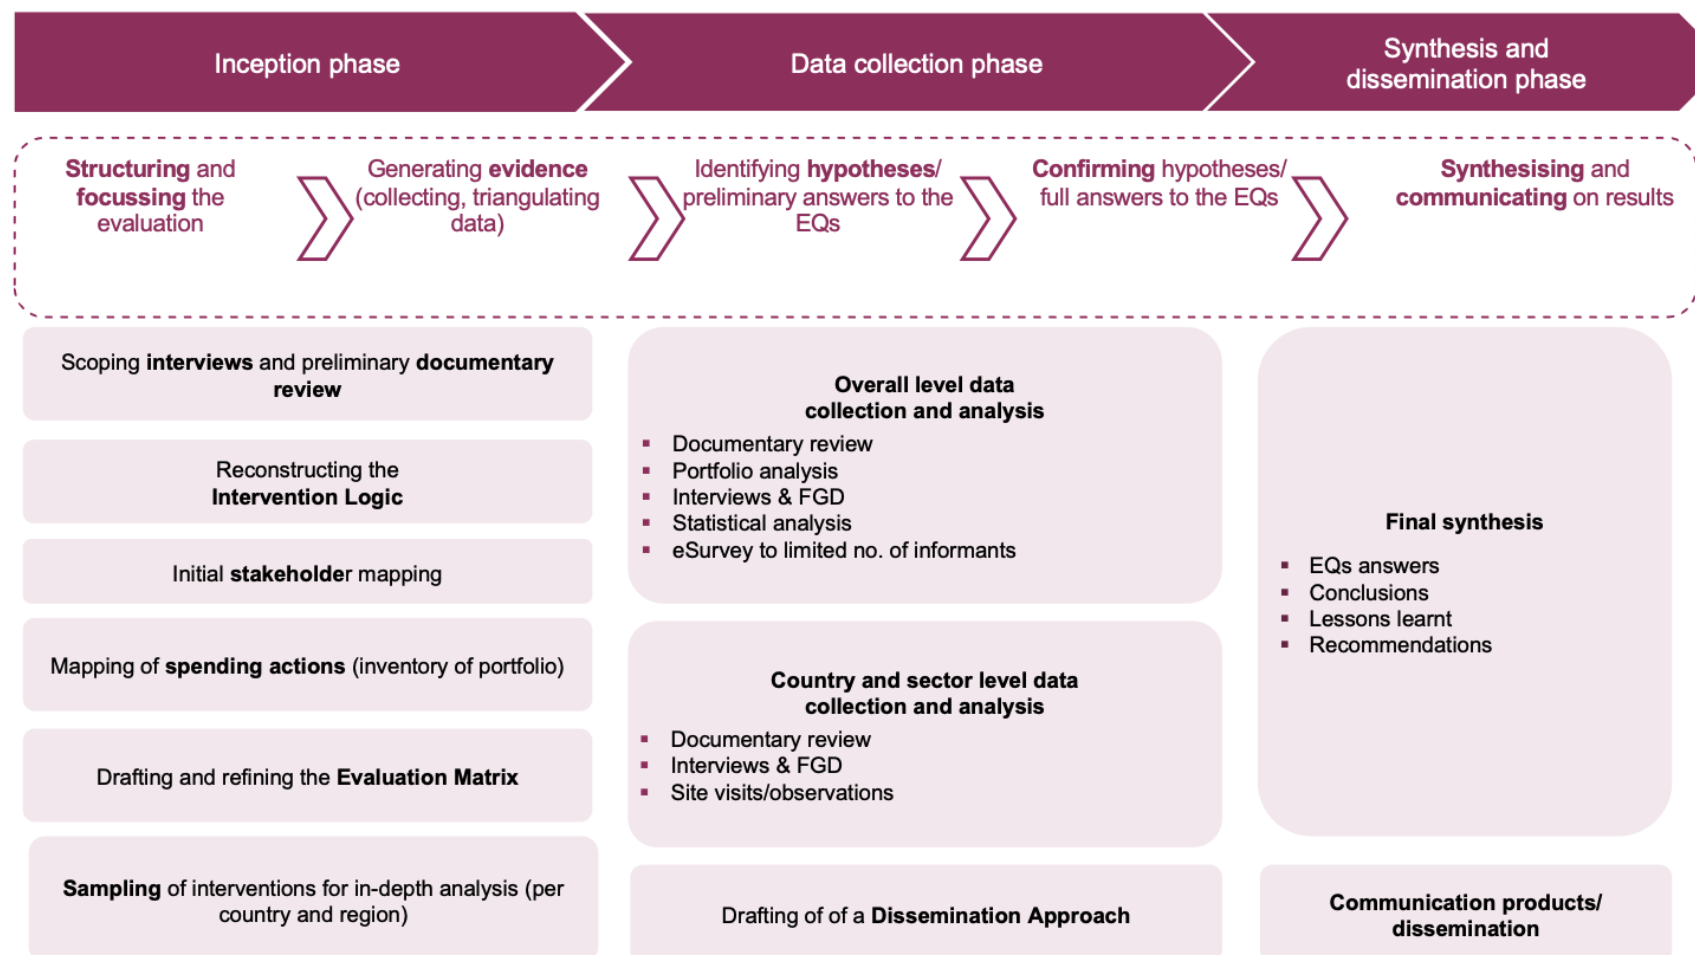 Inception phase
Data collection phase
Synthesis and
dissemination phase
Structuring and
focussing the
evaluation
Generating evidence
(collecting, triangulating
data)
Identifying hypotheses/
preliminary answers to the
EQs
Confirming hypotheses/
full answers to the EQs
Synthesising and
communicating on results
Scoping interviews and preliminary documentary
review
Reconstructing the
Intervention Logic
Initial stakeholder mapping
Mapping of spending actions (inventory of portfolio)
Drafting and refining the Evaluation Matrix
Sampling of interventions for in-depth analysis (per
country and region)
Overall level data
collection and analysis
▪ Documentary review
▪ Portfolio analysis
▪ Interviews & FGD
▪ Statistical analysis
▪ eSurvey to limited no. of informants
Country and sector level data
collection and analysis
▪ Documentary review
▪ Interviews & FGD
▪ Site visits/observations
Drafting of of a Dissemination Approach
Final synthesis
▪ EQs answers
▪ Conclusions
▪ Lessons learnt
▪ Recommendations
Communication products/
dissemination